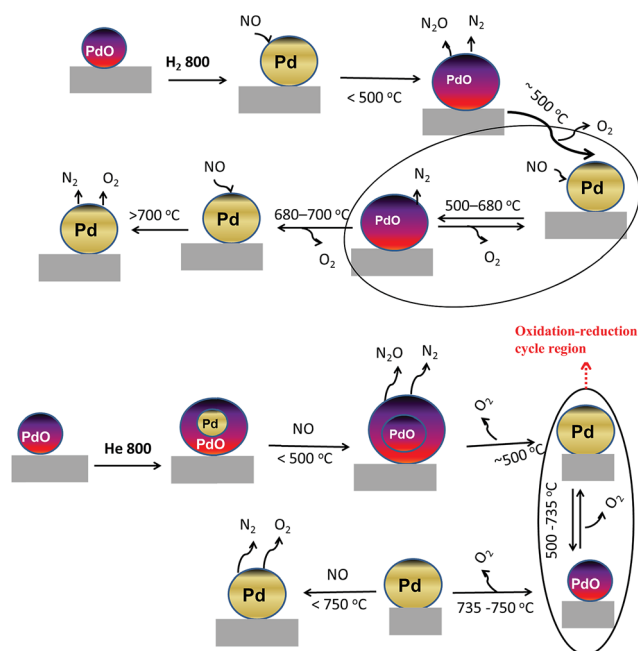 PdO
H₂ 800
NO
Pd
< 500 °C
N₂O
N₂
PdO
~500 °C
O₂
NO
Pd
N₂
O₂
Pd
>700 °C
NO
Pd
680–700 °C
O₂
N₂
PdO
500–680 °C
O₂
Oxidation-reduction
cycle region
PdO
He 800
Pd
PdO
NO
< 500 °C
N₂O
N₂
PdO
O₂
~500 °C
Pd
500 -735 °C
O₂
PdO
N₂
O₂
Pd
NO
< 750 °C
Pd
O₂
735 -750 °C